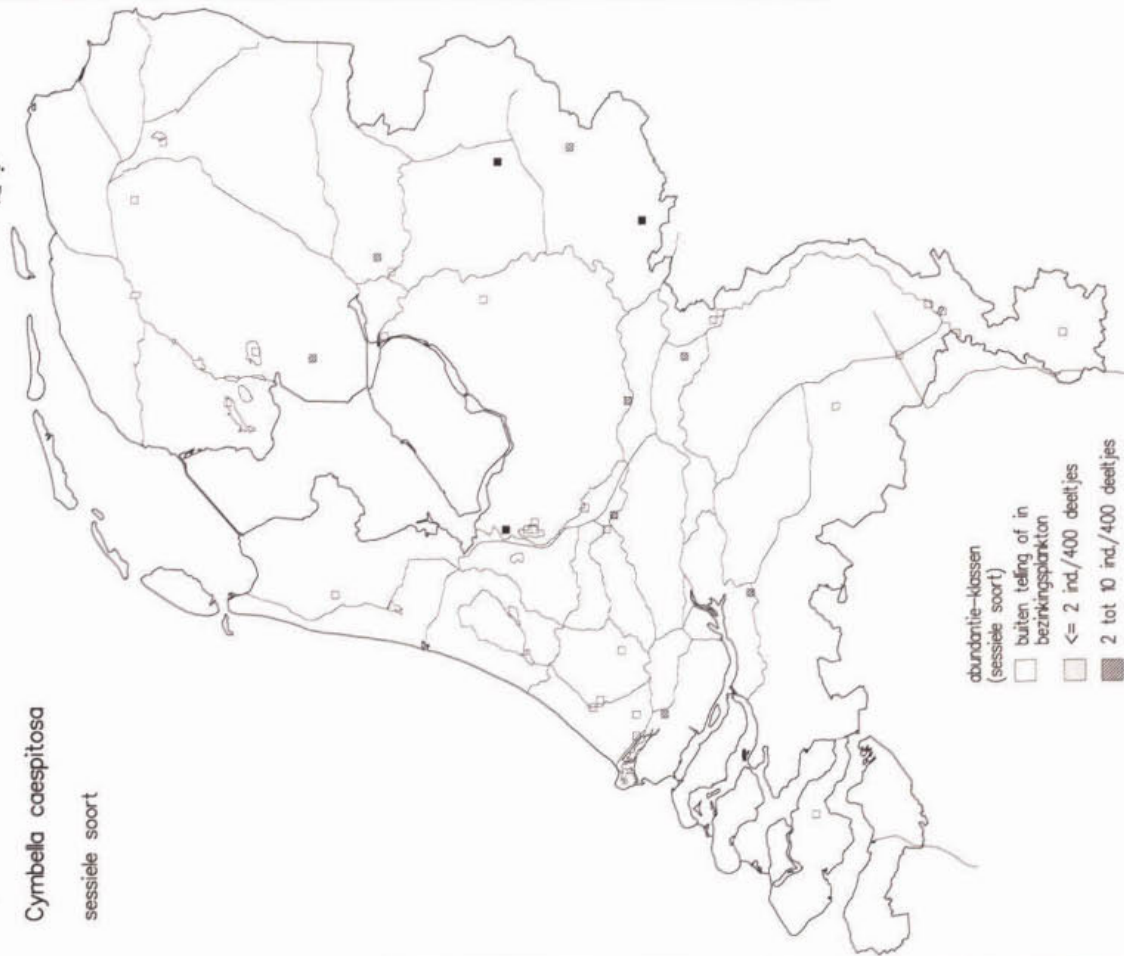 Cymbella caespitosa
sessiele soort
abundantie-klassen
(sessiele soort)
buiten telling of in
bezinkingsplankton
<= 2 ind./400 deeltjes
2 tot 10 ind./400 deeltjes